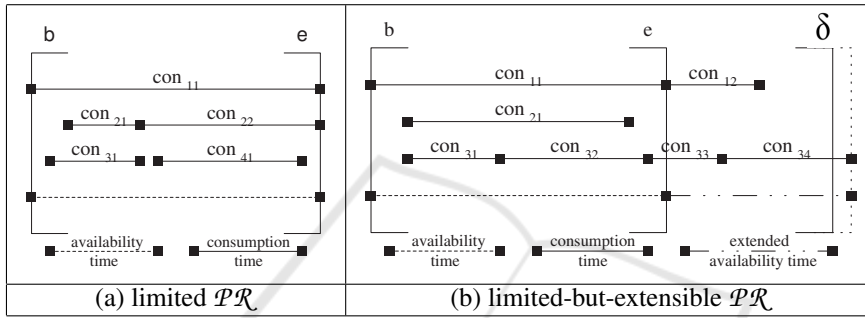 b
e
con 11
con 21
con 22
con 31
con 41
availability time
consumption time
(a) limited PR
b
e
δ
con 11
con 12
con 21
con 31
con 32
con 33
con 34
availability time
consumption time
extended availability time
(b) limited-but-extensible PR